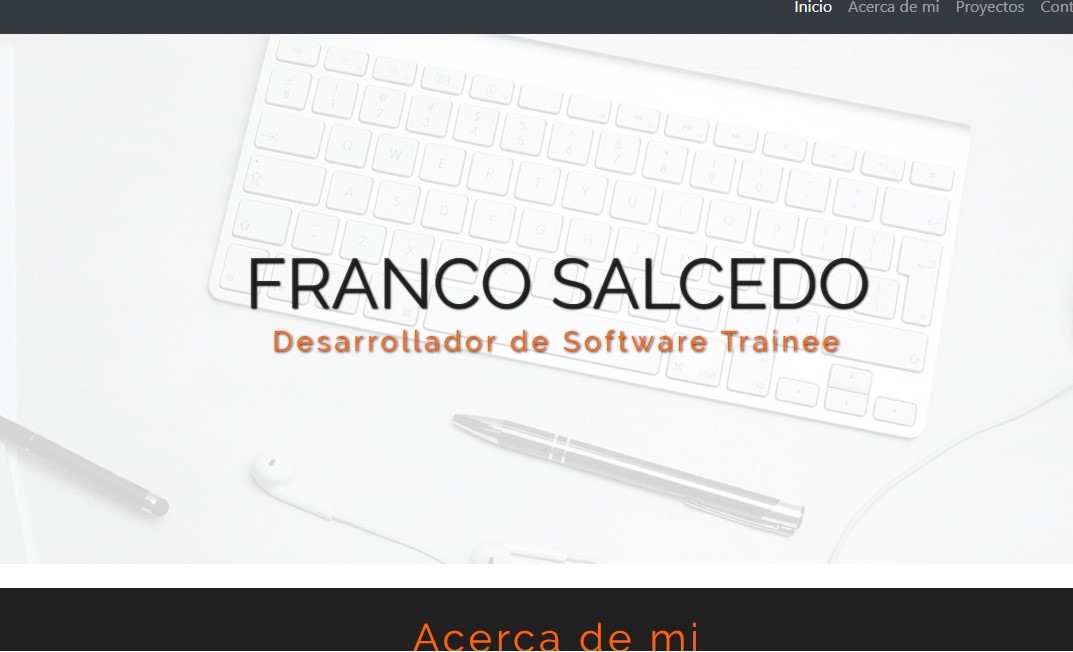 Inicio Acerca de mi Proyectos Cont
FRANCO SALCEDO
Desarrollador de Software Trainee
Acerca de mi